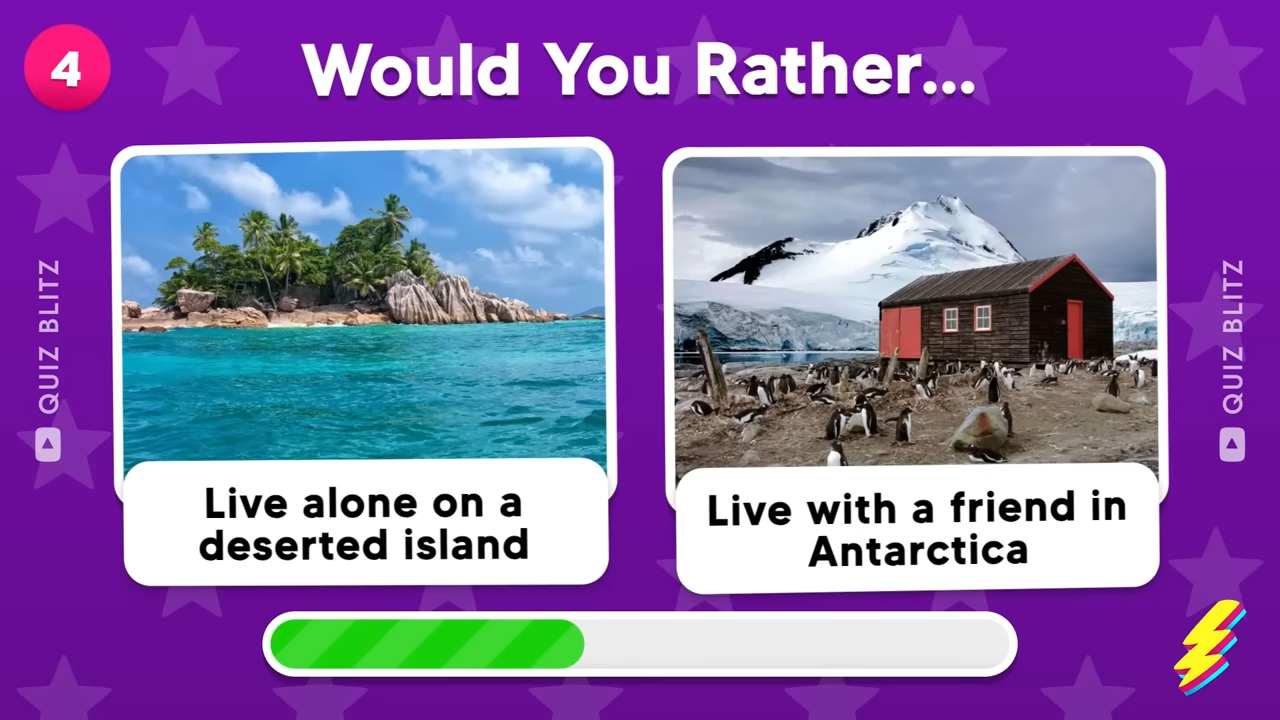 4
Would You Rather...
QUIZ BLITZ
QUIZ BLITZ
Live alone on a
deserted island
Live with a friend in
Antarctica